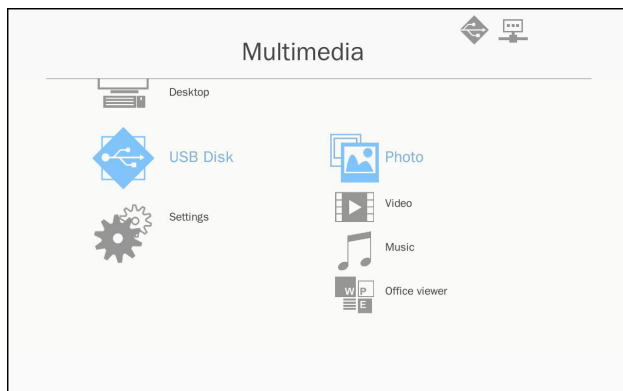 Multimedia
Desktop
USB Disk
Photo
Video
Settings
Music
W P
Office viewer
E